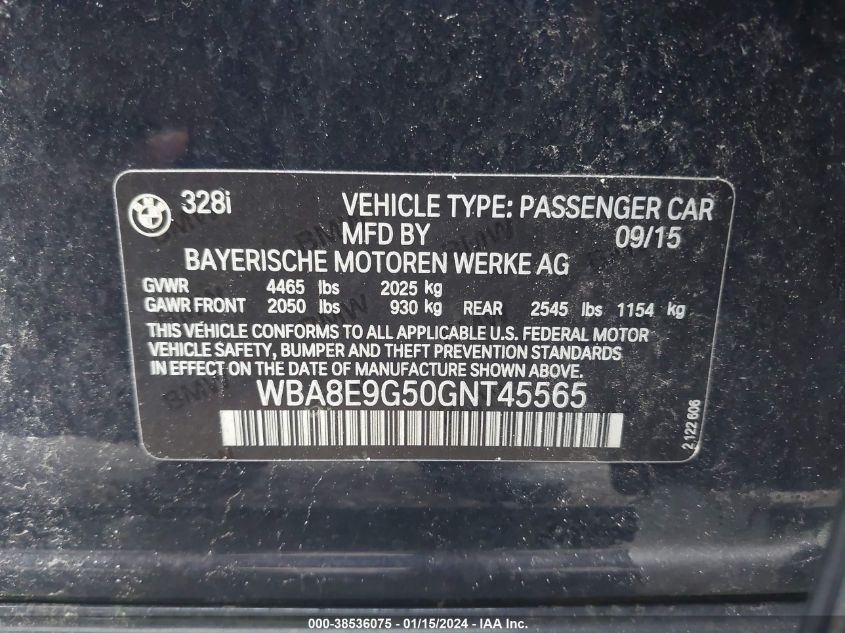 328i VEHICLE TYPE: PASSENGER CAR
MFD BY 09/15
BAYERISCHE MOTOREN WERKE AG
GVWR 4465 lbs 2025 kg
GAWR FRONT 2050 lbs 930 kg REAR 2545 lbs 1154 kg
THIS VEHICLE CONFORMS TO ALL APPLICABLE U.S. FEDERAL MOTOR
VEHICLE SAFETY, BUMPER AND THEFT PREVENTION STANDARDS
IN EFFECT ON THE DATE OF MANUFACTURE SHOWN ABOVE.
WBA8E9G50GNT45565
2 122 606
000-38536075 - 01/15/2024 - IAA Inc.